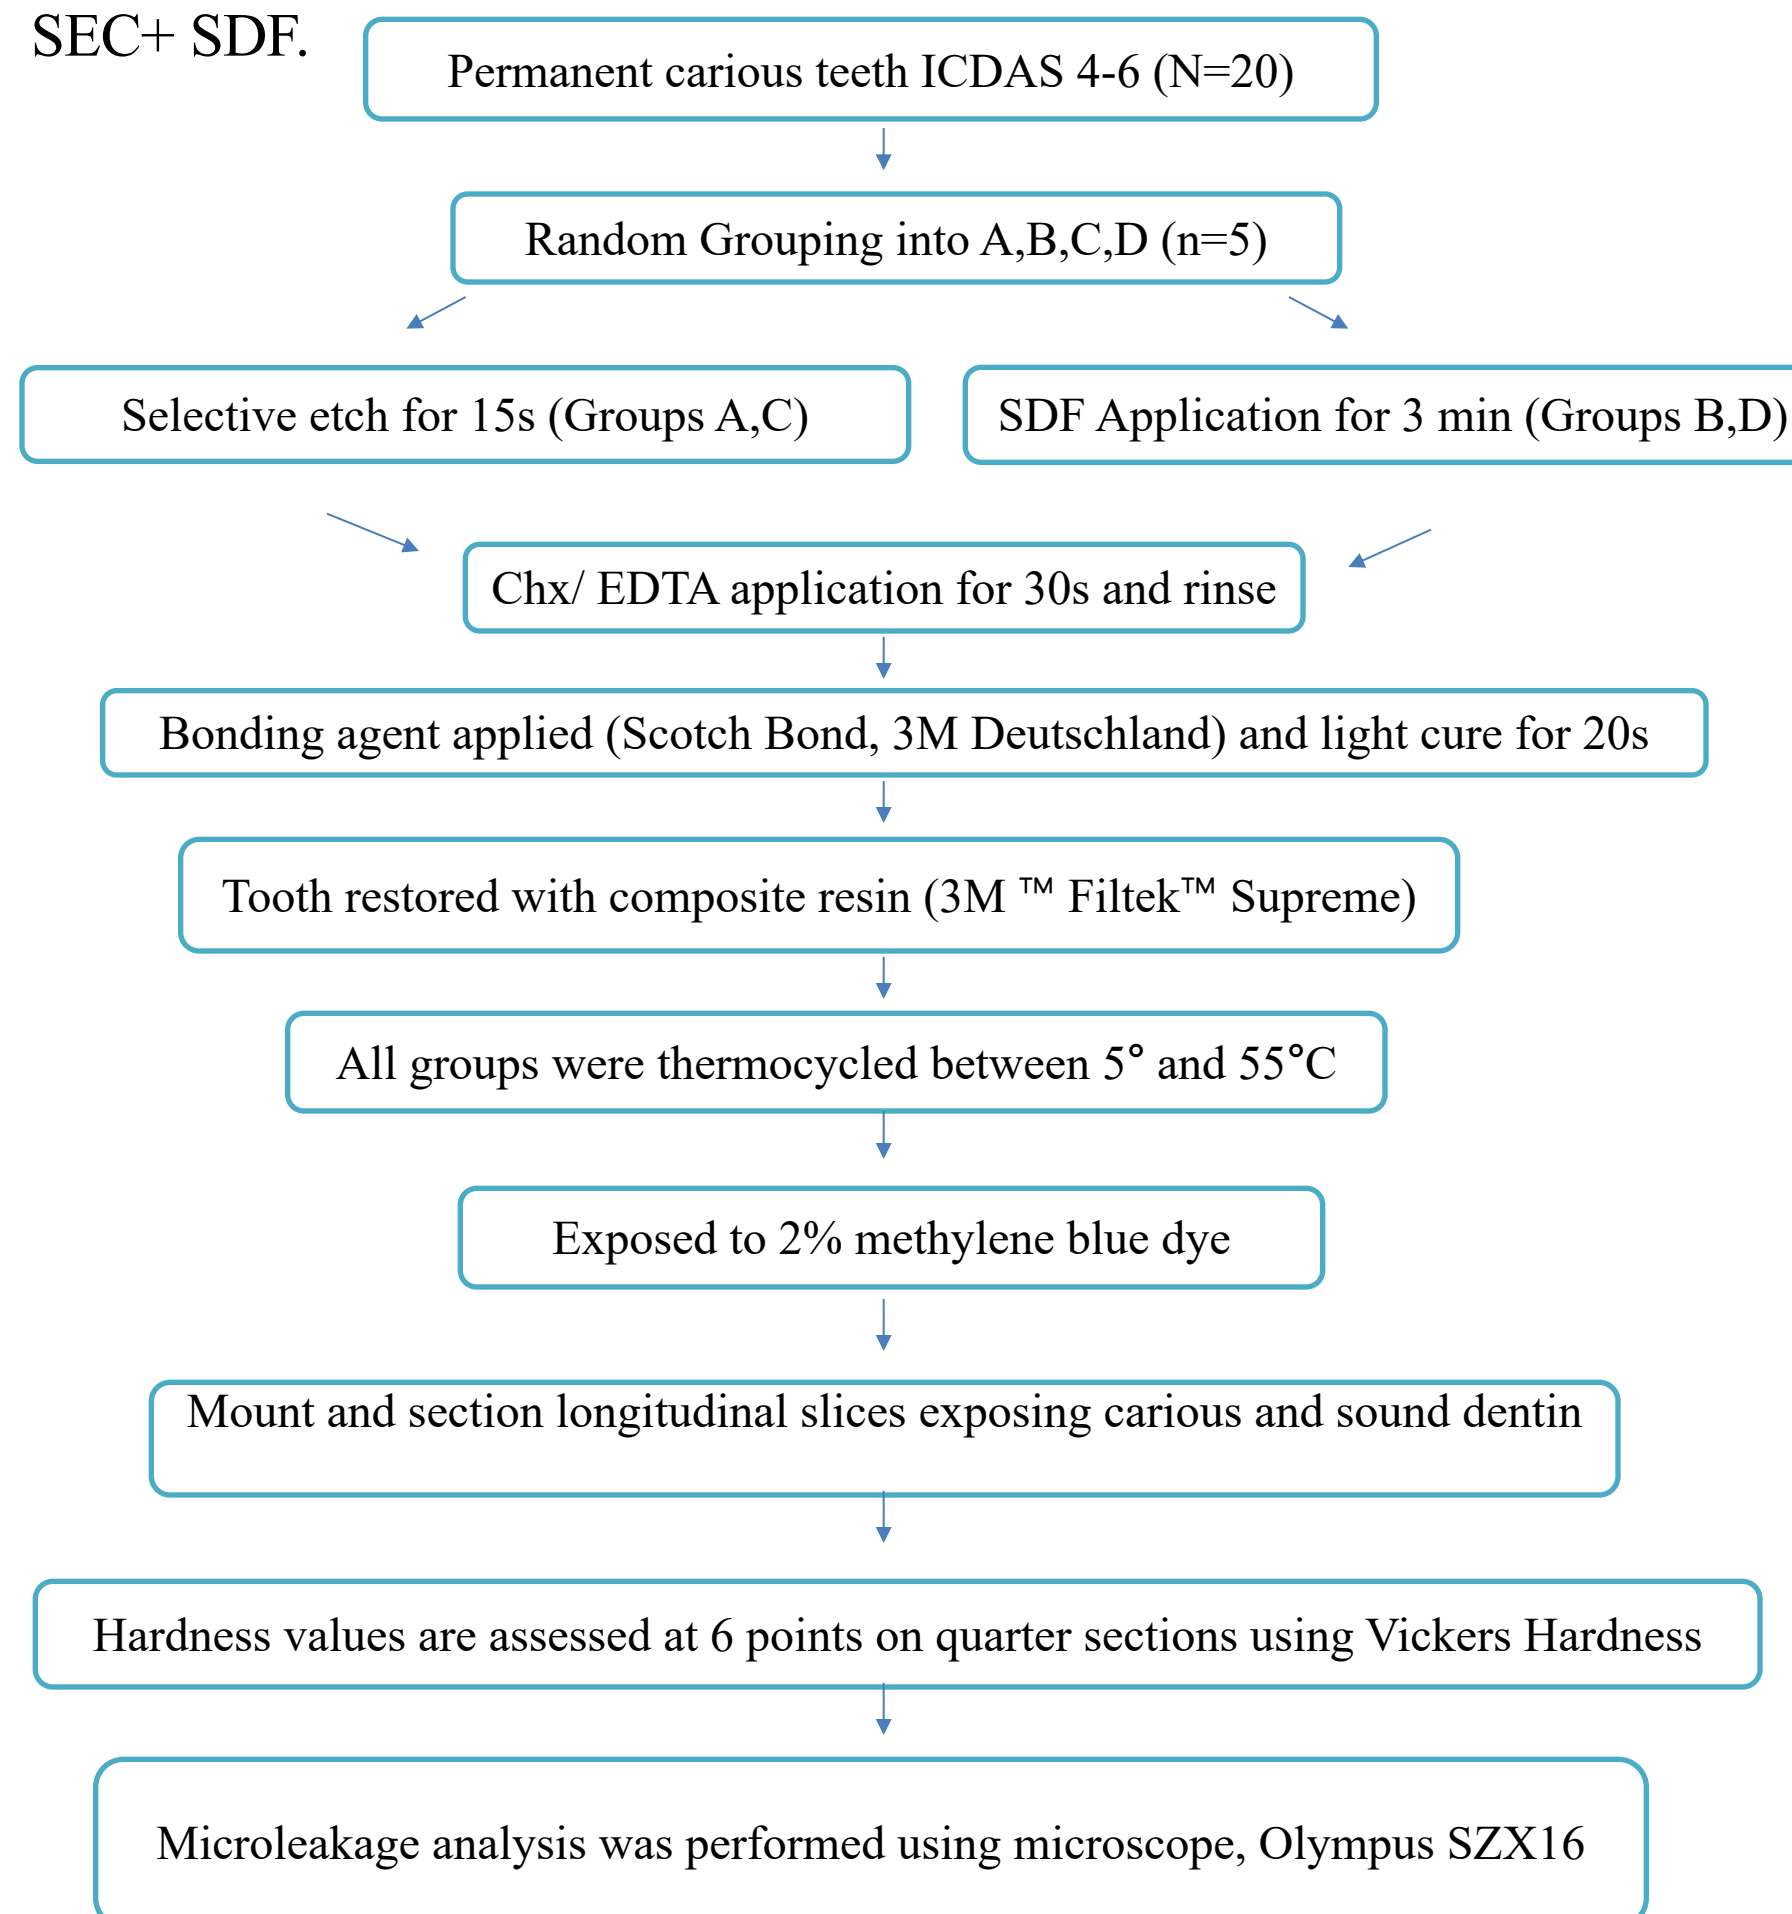 SEC+ SDF.
Permanent carious teeth ICDAS 4-6 (N=20)
Random Grouping into A,B,C,D (n=5)
Selective etch for 15s (Groups A,C)
SDF Application for 3 min (Groups B,D)
Chx/ EDTA application for 30s and rinse
Bonding agent applied (Scotch Bond, 3M Deutschland) and light cure for 20s
Tooth restored with composite resin (3M ™ Filtek™ Supreme)
All groups were thermocycled between 5° and 55°C
Exposed to 2% methylene blue dye
Mount and section longitudinal slices exposing carious and sound dentin
Hardness values are assessed at 6 points on quarter sections using Vickers Hardness
Microleakage analysis was performed using microscope, Olympus SZX16